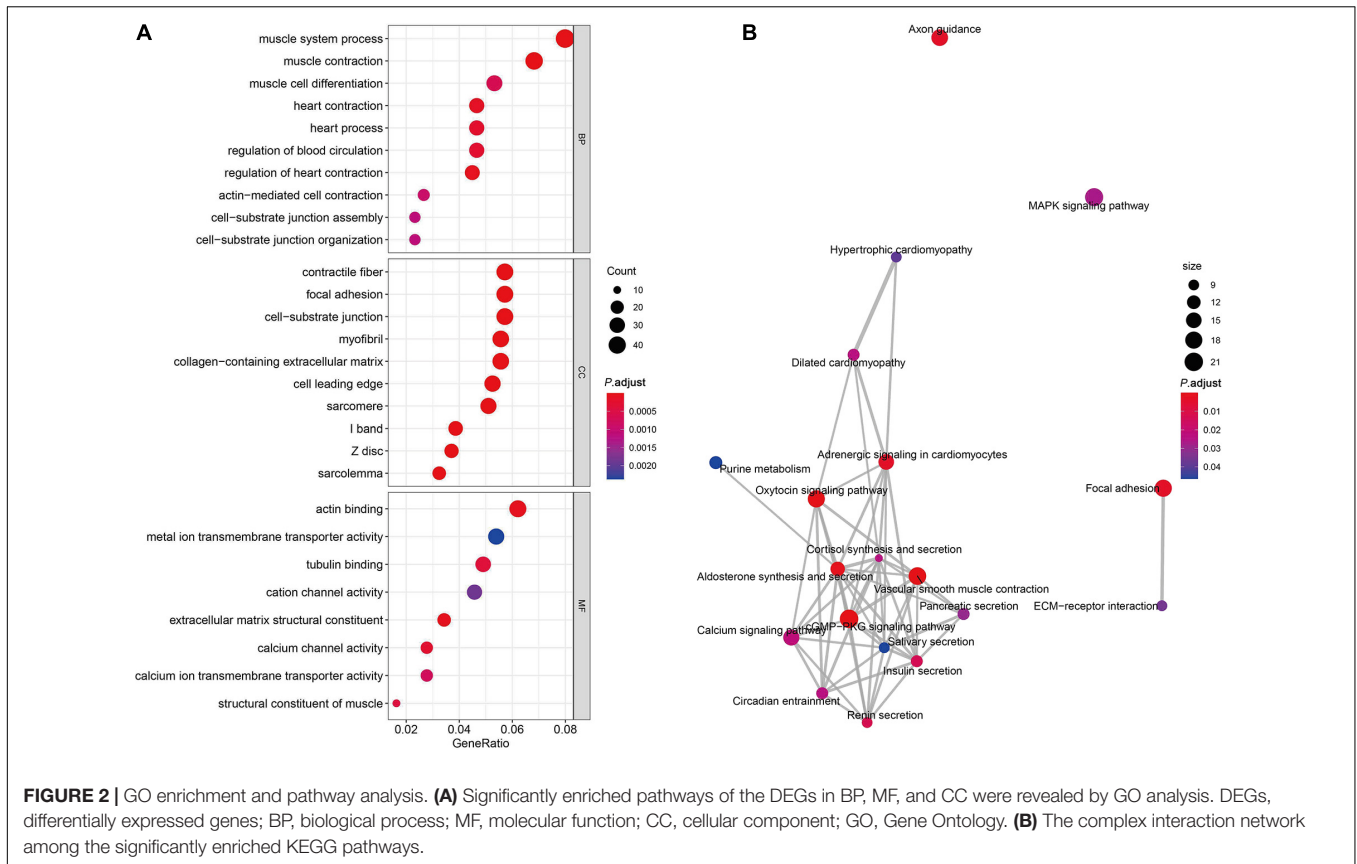 A
muscle system process
muscle contraction
muscle cell differentiation
heart contraction
heart process
regulation of blood circulation
regulation of heart contraction
actin-mediated cell contraction
cell-substrate junction assembly
cell-substrate junction organization
BP
contractile fiber
focal adhesion
cell-substrate junction
myofibril
collagen-containing extracellular matrix
cell leading edge
sarcomere
I band
Z disc
sarcolemma
CC
actin binding
metal ion transmembrane transporter activity
tubulin binding
cation channel activity
extracellular matrix structural constituent
calcium channel activity
calcium ion transmembrane transporter activity
structural constituent of muscle
MF
0.02 0.04 0.06 0.08
GeneRatio
Count
10
20
30
40
P.adjust
0.0005
0.0010
0.0015
0.0020
B
Axon guidance
MAPK signaling pathway
Hypertrophic cardiomyopathy
Dilated cardiomyopathy
Adrenergic signaling in cardiomyocytes
Purine metabolism
Oxytocin signaling pathway
Focal adhesion
Cortisol synthesis and secretion
Aldosterone synthesis and secretion
Vascular smooth muscle contraction
Pancreatic secretion
ECM−receptor interaction
cGMP−PKG signaling pathway
Calcium signaling pathway
Salivary secretion
Insulin secretion
Circadian entrainment
Renin secretion
size
9
12
15
18
21
P.adjust
0.01
0.02
0.03
0.04
FIGURE 2 | GO enrichment and pathway analysis. (A) Significantly enriched pathways of the DEGs in BP, MF, and CC were revealed by GO analysis. DEGs,
differentially expressed genes; BP, biological process; MF, molecular function; CC, cellular component; GO, Gene Ontology. (B) The complex interaction network
among the significantly enriched KEGG pathways.